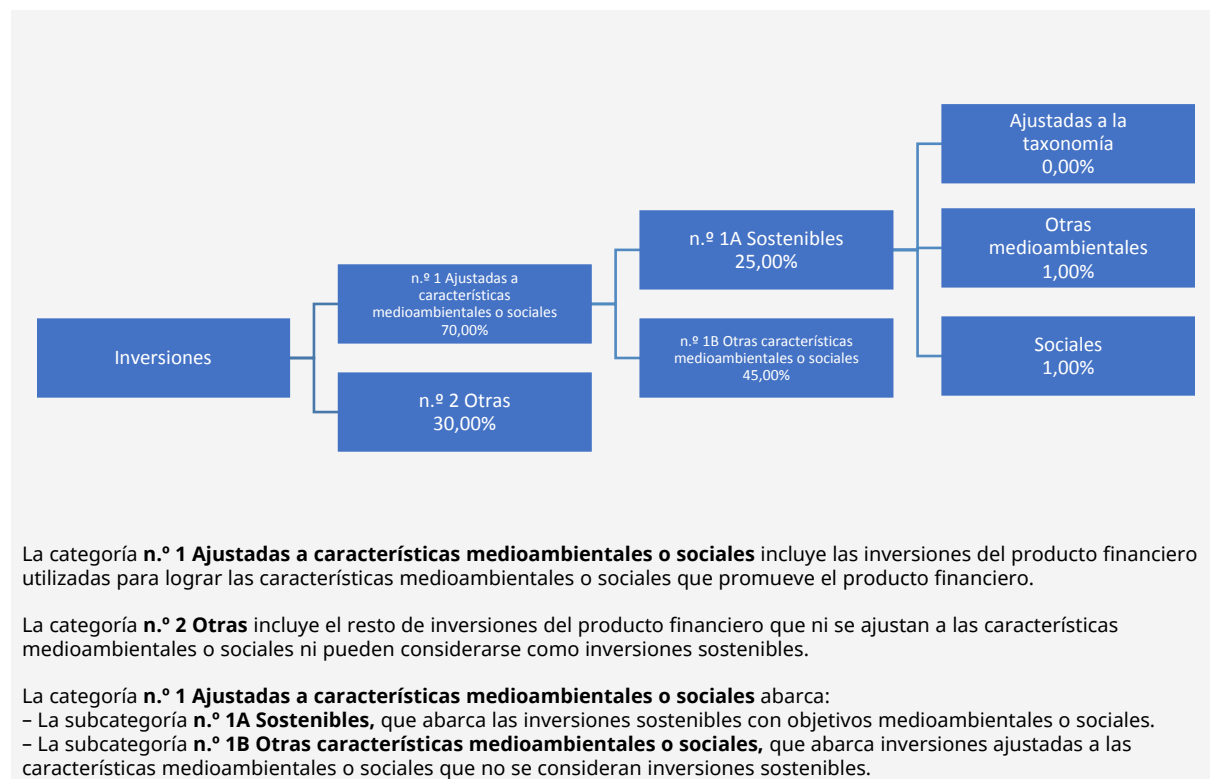 Inversiones
n.º 1 Ajustadas a
características
medioambientales o sociales
70,00%
n.º 2 Otras
30,00%
n.º 1A Sostenibles
25,00%
n.º 1B Otras características
medioambientales o sociales
45,00%
Ajustadas a la
taxonomía
0,00%
Otras
medioambientales
1,00%
Sociales
1,00%
La categoría n.º 1 Ajustadas a características medioambientales o sociales incluye las inversiones del producto financiero
utilizadas para lograr las características medioambientales o sociales que promueve el producto financiero.
La categoría n.º 2 Otras incluye el resto de inversiones del producto financiero que ni se ajustan a las características
medioambientales o sociales ni pueden considerarse como inversiones sostenibles.
La categoría n.º 1 Ajustadas a características medioambientales o sociales abarca:
– La subcategoría n.º 1A Sostenibles, que abarca las inversiones sostenibles con objetivos medioambientales o sociales.
– La subcategoría n.º 1B Otras características medioambientales o sociales, que abarca inversiones ajustadas a las
características medioambientales o sociales que no se consideran inversiones sostenibles.